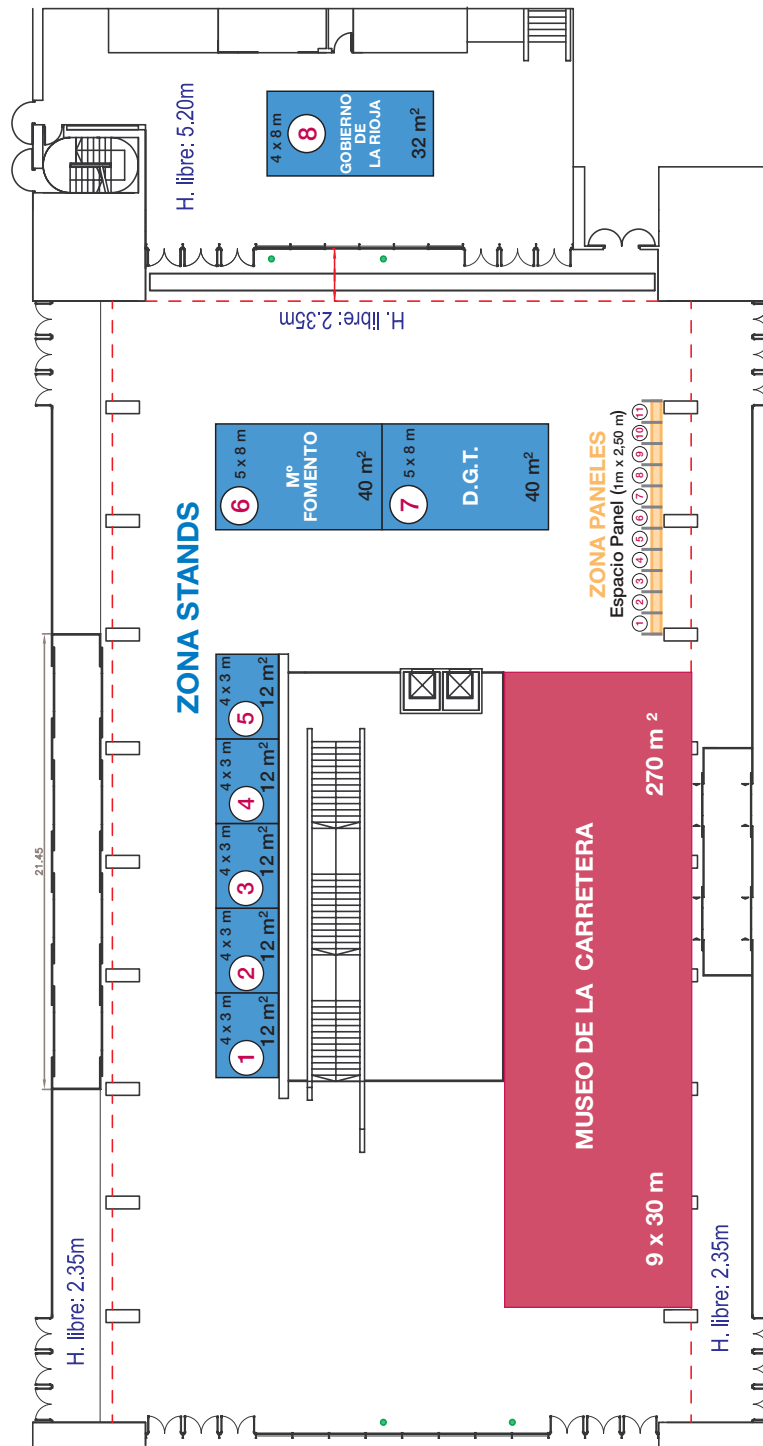 ZONA STANDS
1
4 x 3 m
12 m²
2
4 x 3 m
12 m²
3
4 x 3 m
12 m²
4
4 x 3 m
12 m²
5
4 x 3 m
12 m²
6
5 x 8 m
Mº
FOMENTO
40 m²
7
5 x 8 m
D.G.T.
40 m²
4 x 8 m
8
GOBIERNO
DE
LA RIOJA
32 m²
H. libre: 5.20m
H. libre: 2.35m
21.45
ZONA PANELES
Espacio Panel (1m x 2,50 m)
1 2 3 4 5 6 7 8 9 10 11
MUSEO DE LA CARRETERA
9 x 30 m
270 m ²
H. libre: 2.35m
H. libre: 2.35m